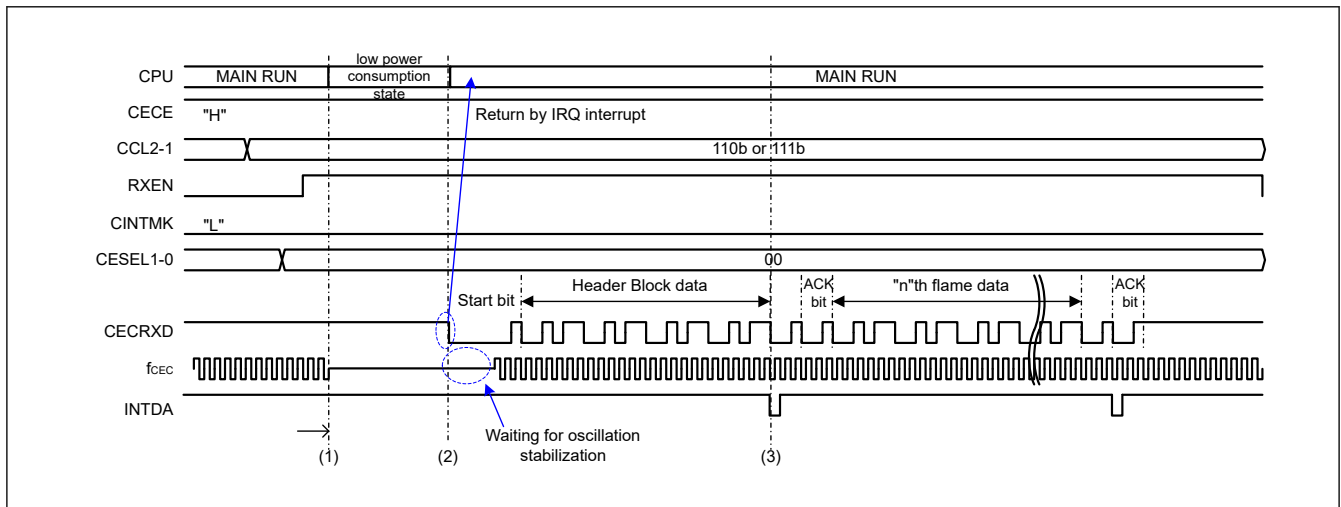 low power
CPU MAIN RUN consumption MAIN RUN
state
CECE "H" Return by IRQ interrupt
CCL2-1 110b or 111b
RXEN
CINTMK "L"
CESEL1-0 00
Start bit Header Block data ACK "n"th flame data ACK
bit bit
CECRXD
fCEC
INTDA
Waiting for oscillation
stabilization
(1) (2) (3)